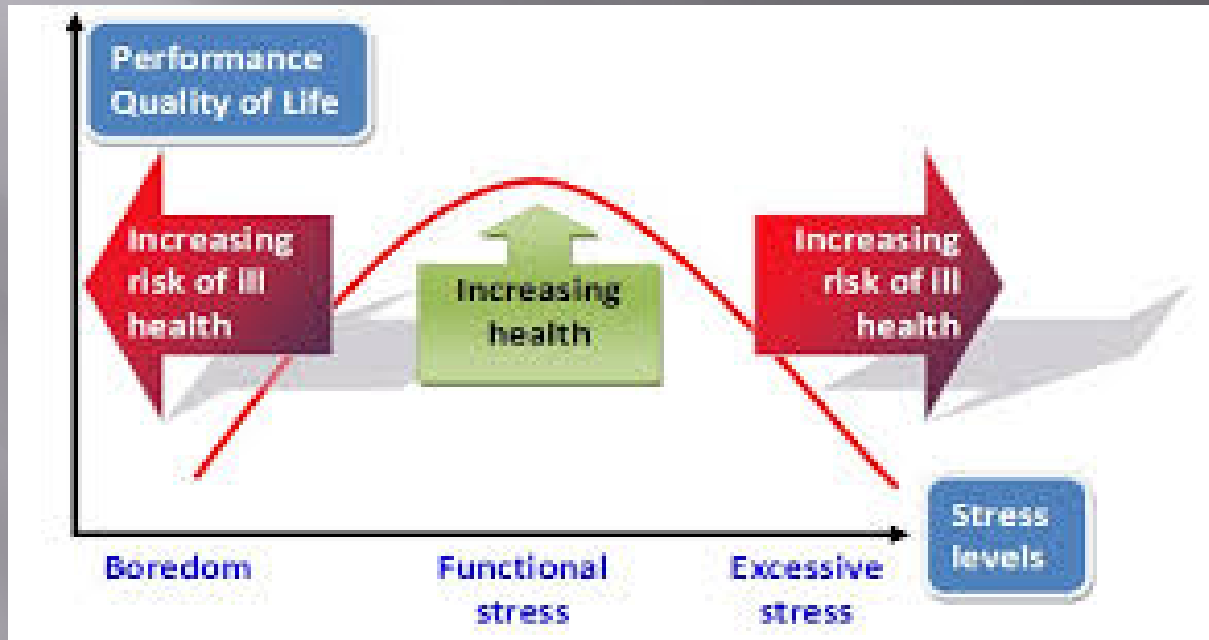 Performance
Quality of Life
Increasing
risk of ill
health
Increasing
health
Increasing
risk of ill
health
Stress
levels
Boredom
Functional
stress
Excessive
stress